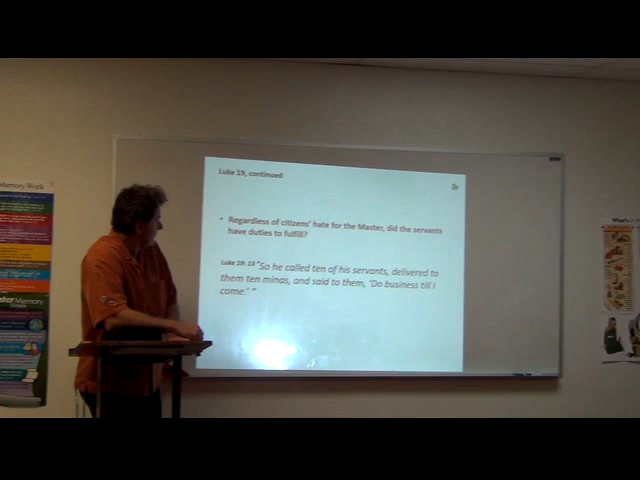 Memory Work
Luke 19, continued
• Regardless of citizens' hate for the Master, did the servants
have duties to fulfill?
Luke 19: 13 "So he called ten of his servants, delivered to
them ten minas, and said to them, 'Do business till I
come.' "
Memory